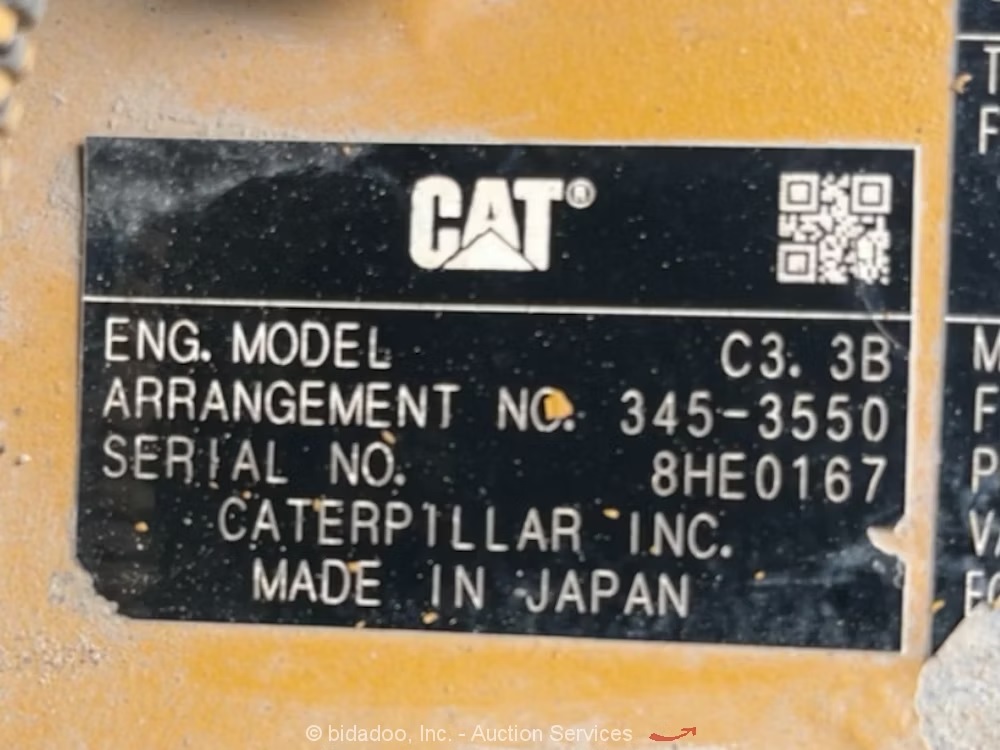 CAT®
ENG. MODEL C3.3B
ARRANGEMENT NO. 345-3550
SERIAL NO. 8HE0167
CATERPILLAR INC.
MADE IN JAPAN
© bidadoo, Inc. - Auction Services